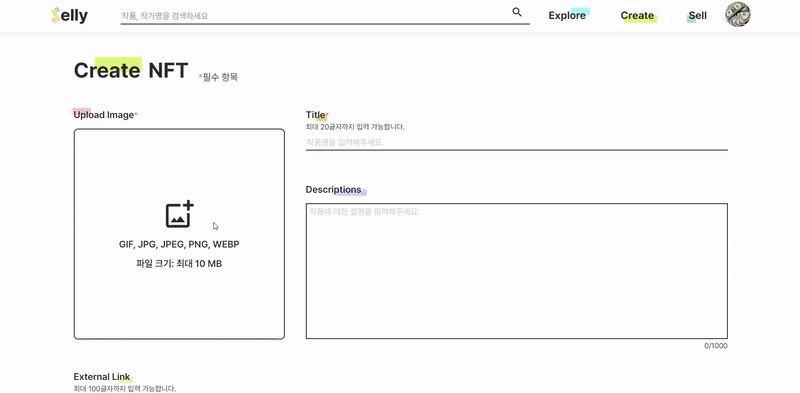 Selly
작품, 작가명을 검색하세요
Explore
Create
Sell
Create NFT
*필수 항목
Upload Image*
GIF, JPG, JPEG, PNG, WEBP
파일 크기: 최대 10 MB
Title*
최대 20글자까지 입력 가능합니다.
작품명을 입력해주세요.
Descriptions
작품에 대한 설명을 입력해주세요.
0/1000
External Link
최대 100글자까지 입력 가능합니다.